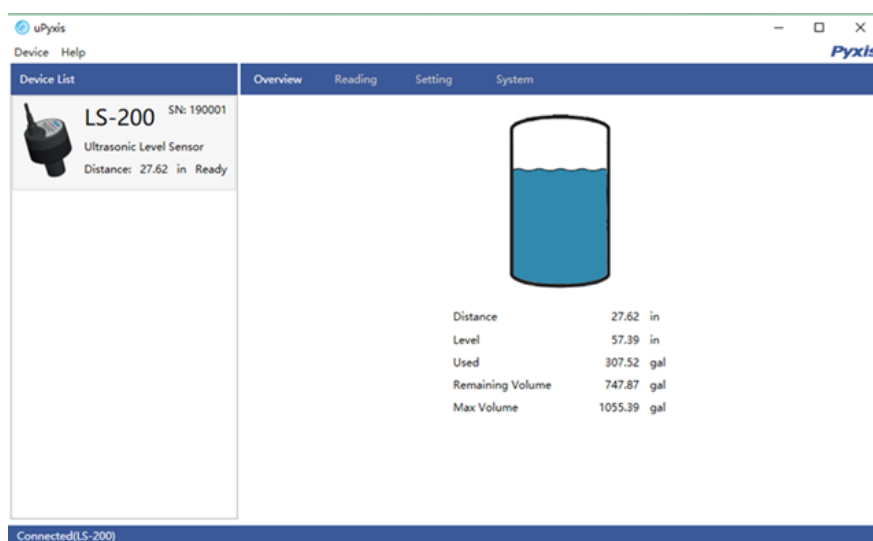 uPyxis
Device Help
Pyxis
Device List
Overview Reading Setting System
LS-200 SN: 190001
Ultrasonic Level Sensor
Distance: 27.62 in Ready
Distance 27.62 in
Level 57.39 in
Used 307.52 gal
Remaining Volume 747.87 gal
Max Volume 1055.39 gal
Connected(LS-200)